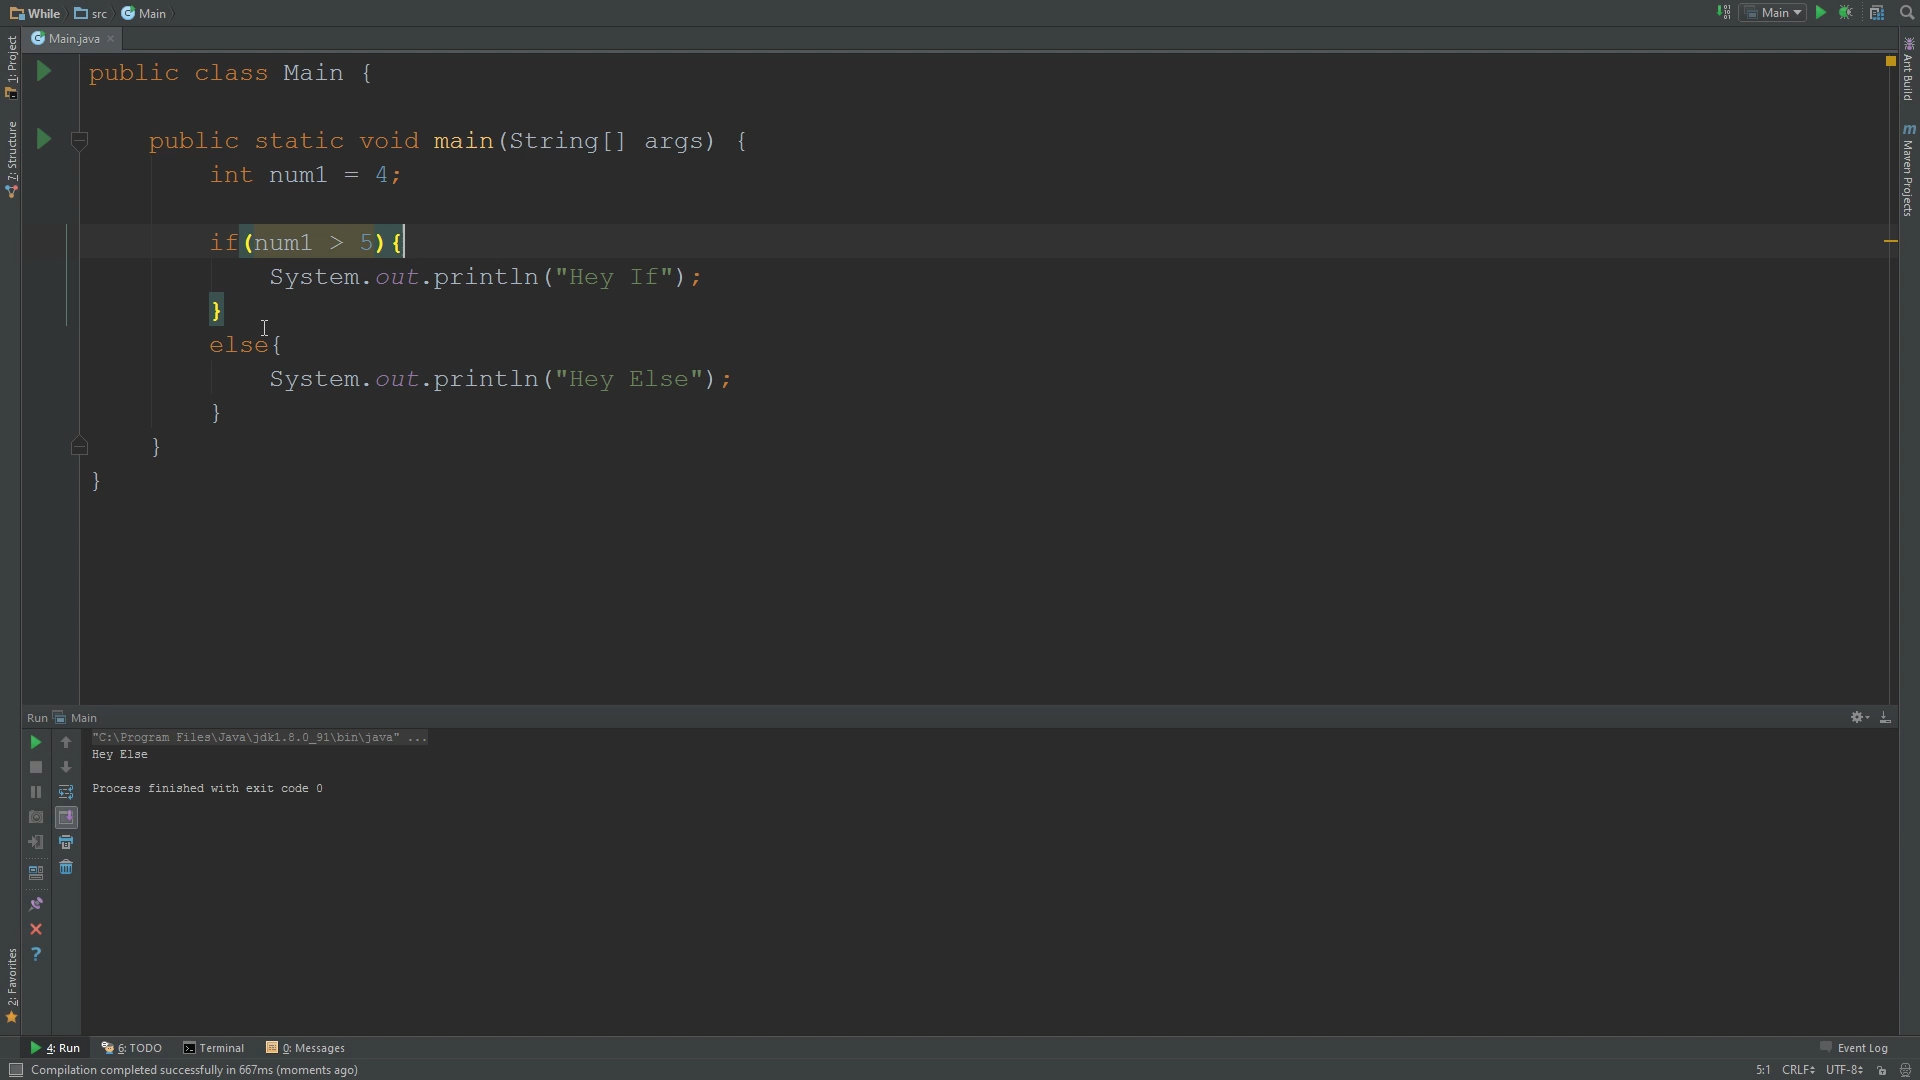 While src Main
Main
Main.java
1: Project
7: Structure
2: Favorites
Ant Build
m Maven Projects
public class Main {
public static void main(String[] args) {
int num1 = 4;
if(num1 > 5){
System.out.println("Hey If");
}
else{
System.out.println("Hey Else");
}
}
}
Run Main
"C:\Program Files\Java\jdk1.8.0_91\bin\java" ...
Hey Else
Process finished with exit code 0
4: Run 6: TODO Terminal 0: Messages Event Log
Compilation completed successfully in 667ms (moments ago) 5:1 CRLF UTF-8